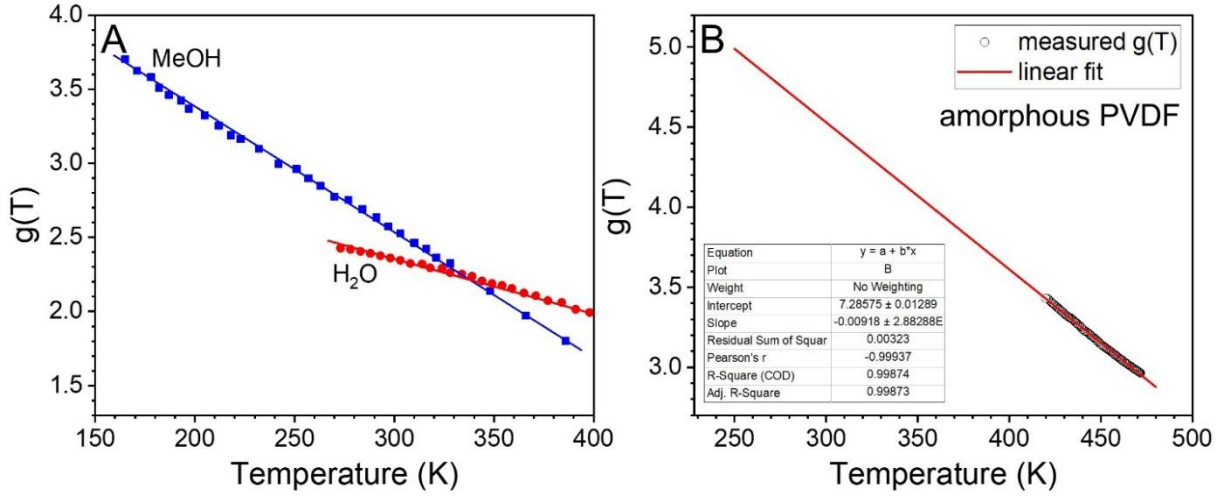 A
MeOH
H₂O
g(T)
4.0
3.5
3.0
2.5
2.0
1.5
150 200 250 300 350 400
Temperature (K)
B
measured g(T)
linear fit
amorphous PVDF
g(T)
5.0
4.5
4.0
3.5
3.0
Equation y = a + b*x
Plot B
Weight No Weighting
Intercept 7.28575 ± 0.01289
Slope -0.00918 ± 2.88288E
Residual Sum of Squar 0.00323
Pearson's r -0.99937
R-Square (COD) 0.99874
Adj. R-Square 0.99873
250 300 350 400 450 500
Temperature (K)